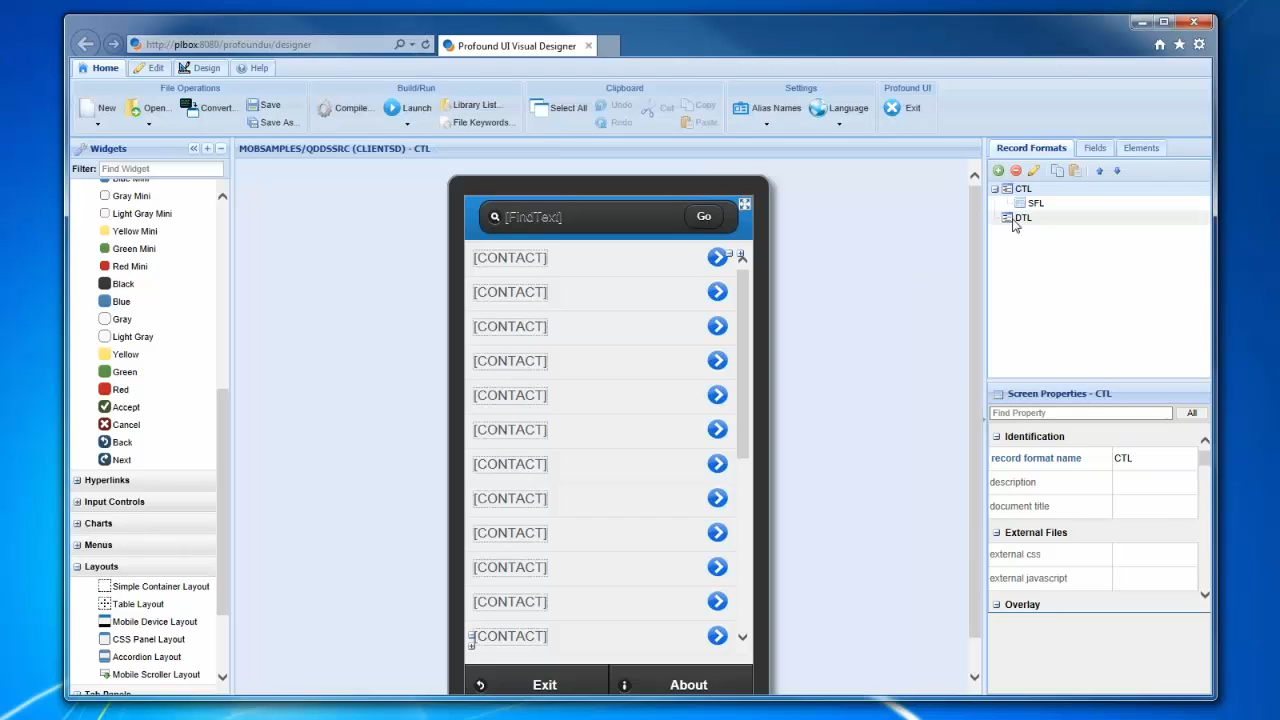 http://plbox:8080/profoundui/designer
Profound UI Visual Designer
Home
Edit
Design
Help
File Operations
Build/Run
Clipboard
Settings
Profound UI
New
Open...
Convert...
Save
Save As...
Compile...
Launch
Library List...
File Keywords...
Select All
Undo
Redo
Cut
Copy
Paste
Alias Names
Language
Exit
Widgets
MOBSAMPLES/QDDSSRC (CLIENTSD) - CTL
Record Formats
Fields
Elements
Filter:
Find Widget
Gray Mini
Light Gray Mini
Yellow Mini
Green Mini
Red Mini
Black
Blue
Gray
Light Gray
Yellow
Green
Red
Accept
Cancel
Back
Next
Hyperlinks
Input Controls
Charts
Menus
Layouts
Simple Container Layout
Table Layout
Mobile Device Layout
CSS Panel Layout
Accordion Layout
Mobile Scroller Layout
Tab Panels
[FindText]
Go
[CONTACT]
[CONTACT]
[CONTACT]
[CONTACT]
[CONTACT]
[CONTACT]
[CONTACT]
[CONTACT]
[CONTACT]
[CONTACT]
[CONTACT]
[CONTACT]
Exit
About
CTL
SFL
DTL
Screen Properties - CTL
Find Property
All
Identification
record format name
CTL
description
document title
External Files
external css
external javascript
Overlay